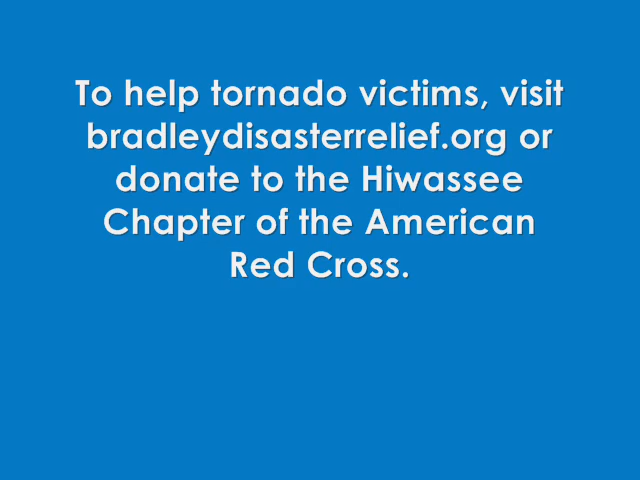 To help tornado victims, visit
bradleydisasterrelief.org or
donate to the Hiwassee
Chapter of the American
Red Cross.